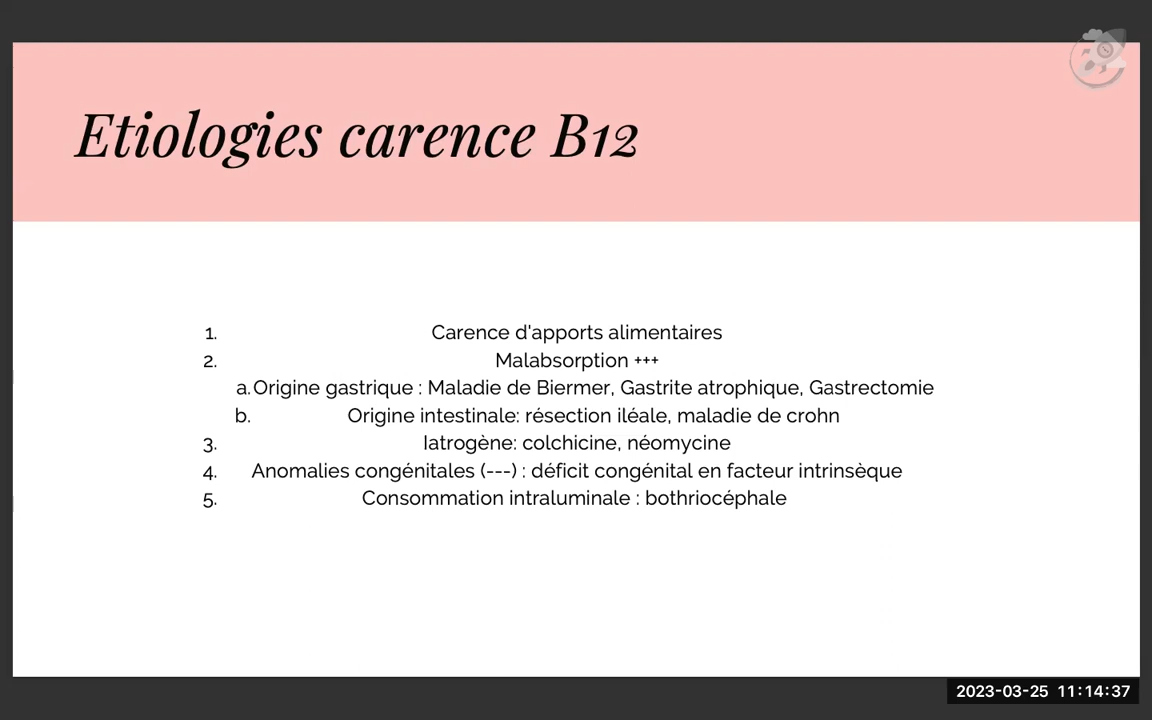 Etiologies carence B12
1. Carence d'apports alimentaires
2. Malabsorption +++
a. Origine gastrique : Maladie de Biermer, Gastrite atrophique, Gastrectomie
b. Origine intestinale: résection iléale, maladie de crohn
3. Iatrogène: colchicine, néomycine
4. Anomalies congénitales (---) : déficit congénital en facteur intrinsèque
5. Consommation intraluminale : bothriocéphale
2023-03-25 11:14:37